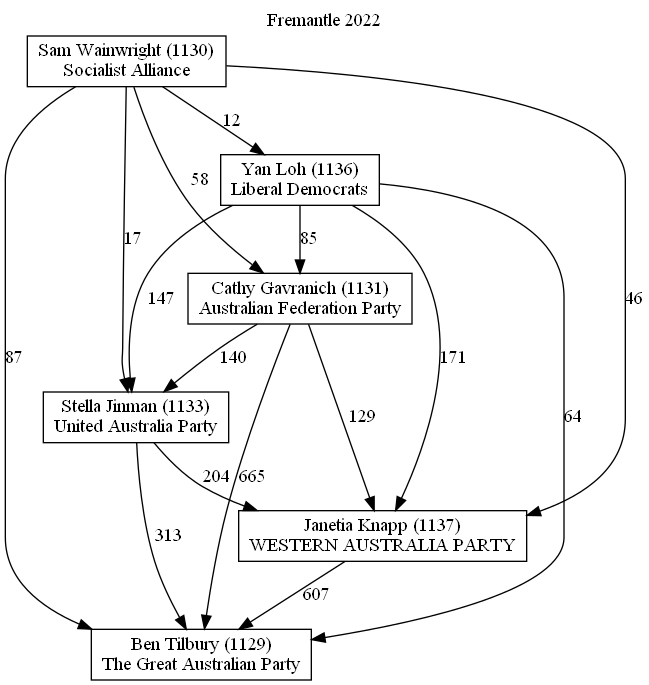 Fremantle 2022
Sam Wainwright (1130)
Socialist Alliance
12
Yan Loh (1136)
Liberal Democrats
58
17
85
147
Cathy Gavranich (1131)
Australian Federation Party
46
87
140
171
Stella Jinman (1133)
United Australia Party
129
64
204
665
313
Janetia Knapp (1137)
WESTERN AUSTRALIA PARTY
607
Ben Tilbury (1129)
The Great Australian Party